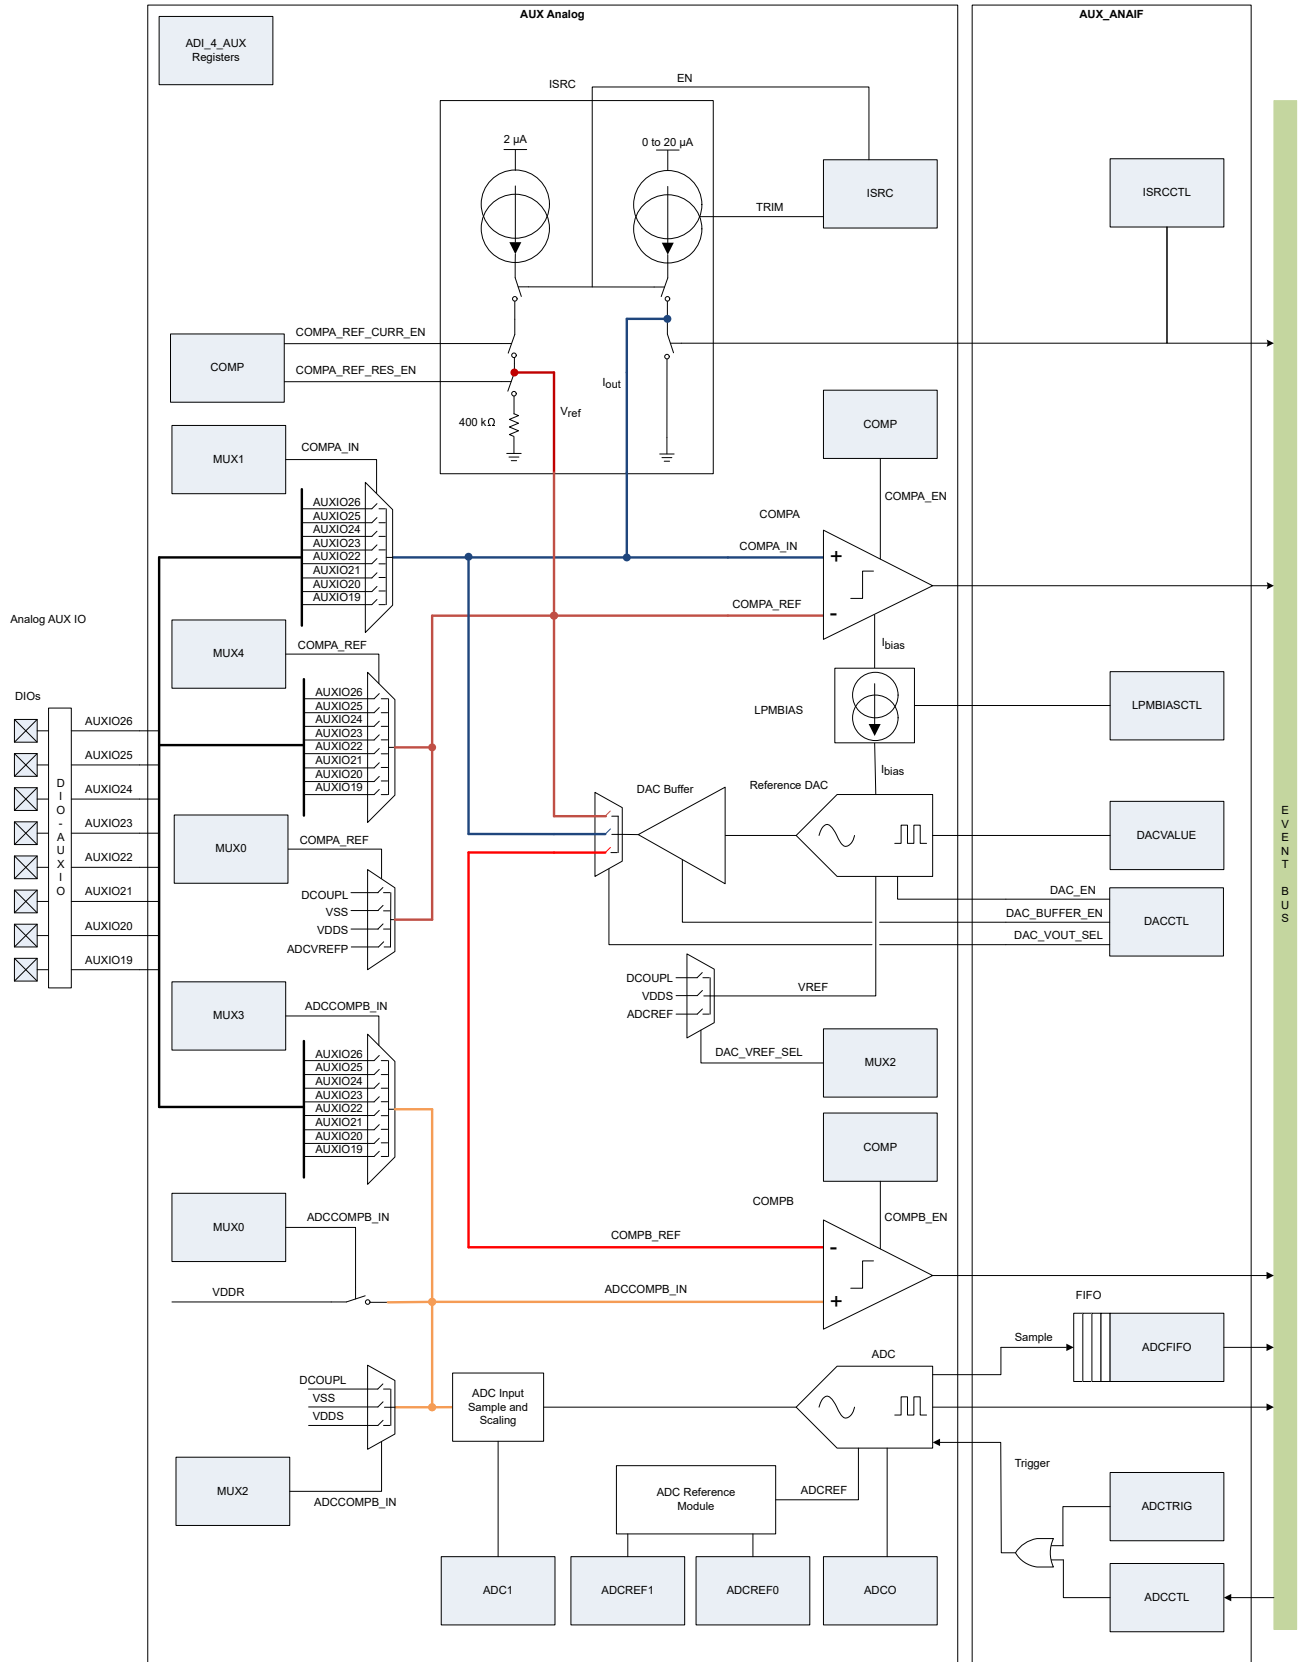 AUX Analog
AUX_ANAIF
ADI_4_AUX
Registers
ISRC
EN
2 µA
0 to 20 µA
TRIM
ISRC
ISRCCTL
COMP
COMPA_REF_CURR_EN
COMPA_REF_RES_EN
400 kΩ
Vref
Iout
MUX1
COMPA_IN
AUXIO26
AUXIO25
AUXIO24
AUXIO23
AUXIO22
AUXIO21
AUXIO20
AUXIO19
COMP
COMPA_EN
COMPA
COMPA_IN
+
COMPA_REF
-
Ibias
Analog AUX IO
MUX4
COMPA_REF
AUXIO26
AUXIO25
AUXIO24
AUXIO23
AUXIO22
AUXIO21
AUXIO20
AUXIO19
LPMBIAS
LPMBIASCTL
Ibias
DIOs
DIO-AUXIO
AUXIO26
AUXIO25
AUXIO24
AUXIO23
AUXIO22
AUXIO21
AUXIO20
AUXIO19
MUX0
COMPA_REF
DCOUPL
VSS
VDDS
ADCVREFP
DAC Buffer
Reference DAC
DACVALUE
DAC_EN
DAC_BUFFER_EN
DAC_VOUT_SEL
DACCTL
EVENT BUS
DCOUPL
VDDS
ADCREF
VREF
DAC_VREF_SEL
MUX2
MUX3
ADCCOMPB_IN
AUXIO26
AUXIO25
AUXIO24
AUXIO23
AUXIO22
AUXIO21
AUXIO20
AUXIO19
COMP
COMPB_EN
COMPB
COMPB_REF
-
ADCCOMPB_IN
+
MUX0
ADCCOMPB_IN
VDDR
FIFO
Sample
ADCFIFO
ADC
DCOUPL
VSS
VDDS
ADC Input
Sample and
Scaling
MUX2
ADCCOMPB_IN
ADC Reference
Module
ADCREF
Trigger
ADCTRIG
ADCCTL
ADC1
ADCREF1
ADCREF0
ADCO